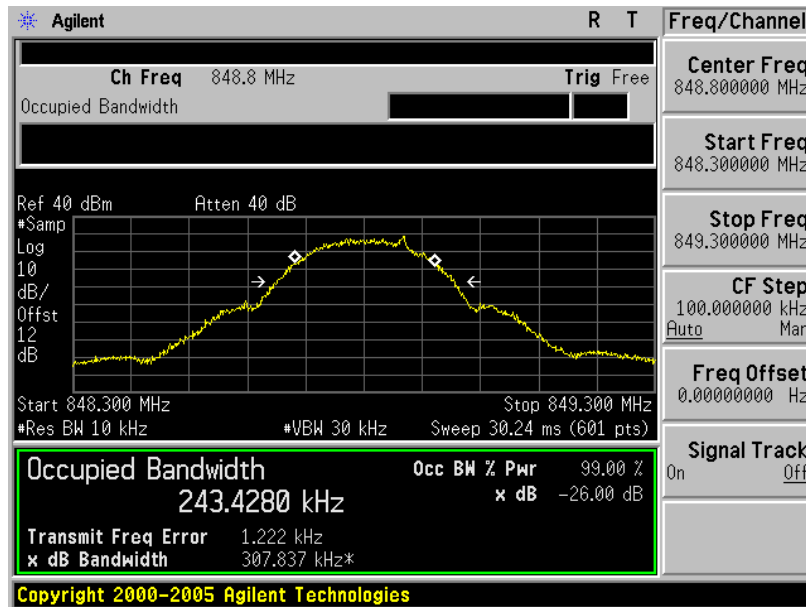 Agilent R T
Ch Freq 848.8 MHz Trig Free
Occupied Bandwidth
Ref 40 dBm Atten 40 dB
#Samp
Log
10
dB/
Offst
12
dB
Start 848.300 MHz Stop 849.300 MHz
#Res BW 10 kHz #VBW 30 kHz Sweep 30.24 ms (601 pts)
Occupied Bandwidth Occ BW % Pwr 99.00 %
243.4280 kHz x dB -26.00 dB
Transmit Freq Error 1.222 kHz
x dB Bandwidth 307.837 kHz*
Copyright 2000-2005 Agilent Technologies
Freq/Channel
Center Freq
848.800000 MHz
Start Freq
848.300000 MHz
Stop Freq
849.300000 MHz
CF Step
100.000000 kHz
Auto Man
Freq Offset
0.00000000 Hz
Signal Track
On Off